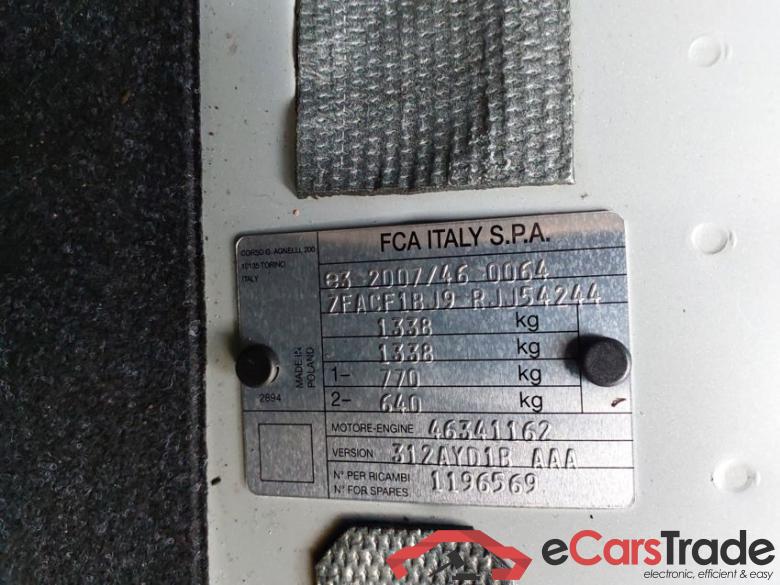 FCA ITALY S.P.A.
CORSO G. AGNELLI, 200
10135 TORINO
ITALY
e3 2007/46 0064
ZFACF1BJ9 RJJ54244
1338 kg
1338 kg
1- 770 kg
2- 640 kg
MADE IN
POLAND
2894
MOTORE-ENGINE 46341162
VERSION 312AYD1B AAA
N° PER RICAMBI
N° FOR SPARES 1196569
eCarsTrade
electronic, efficient & easy